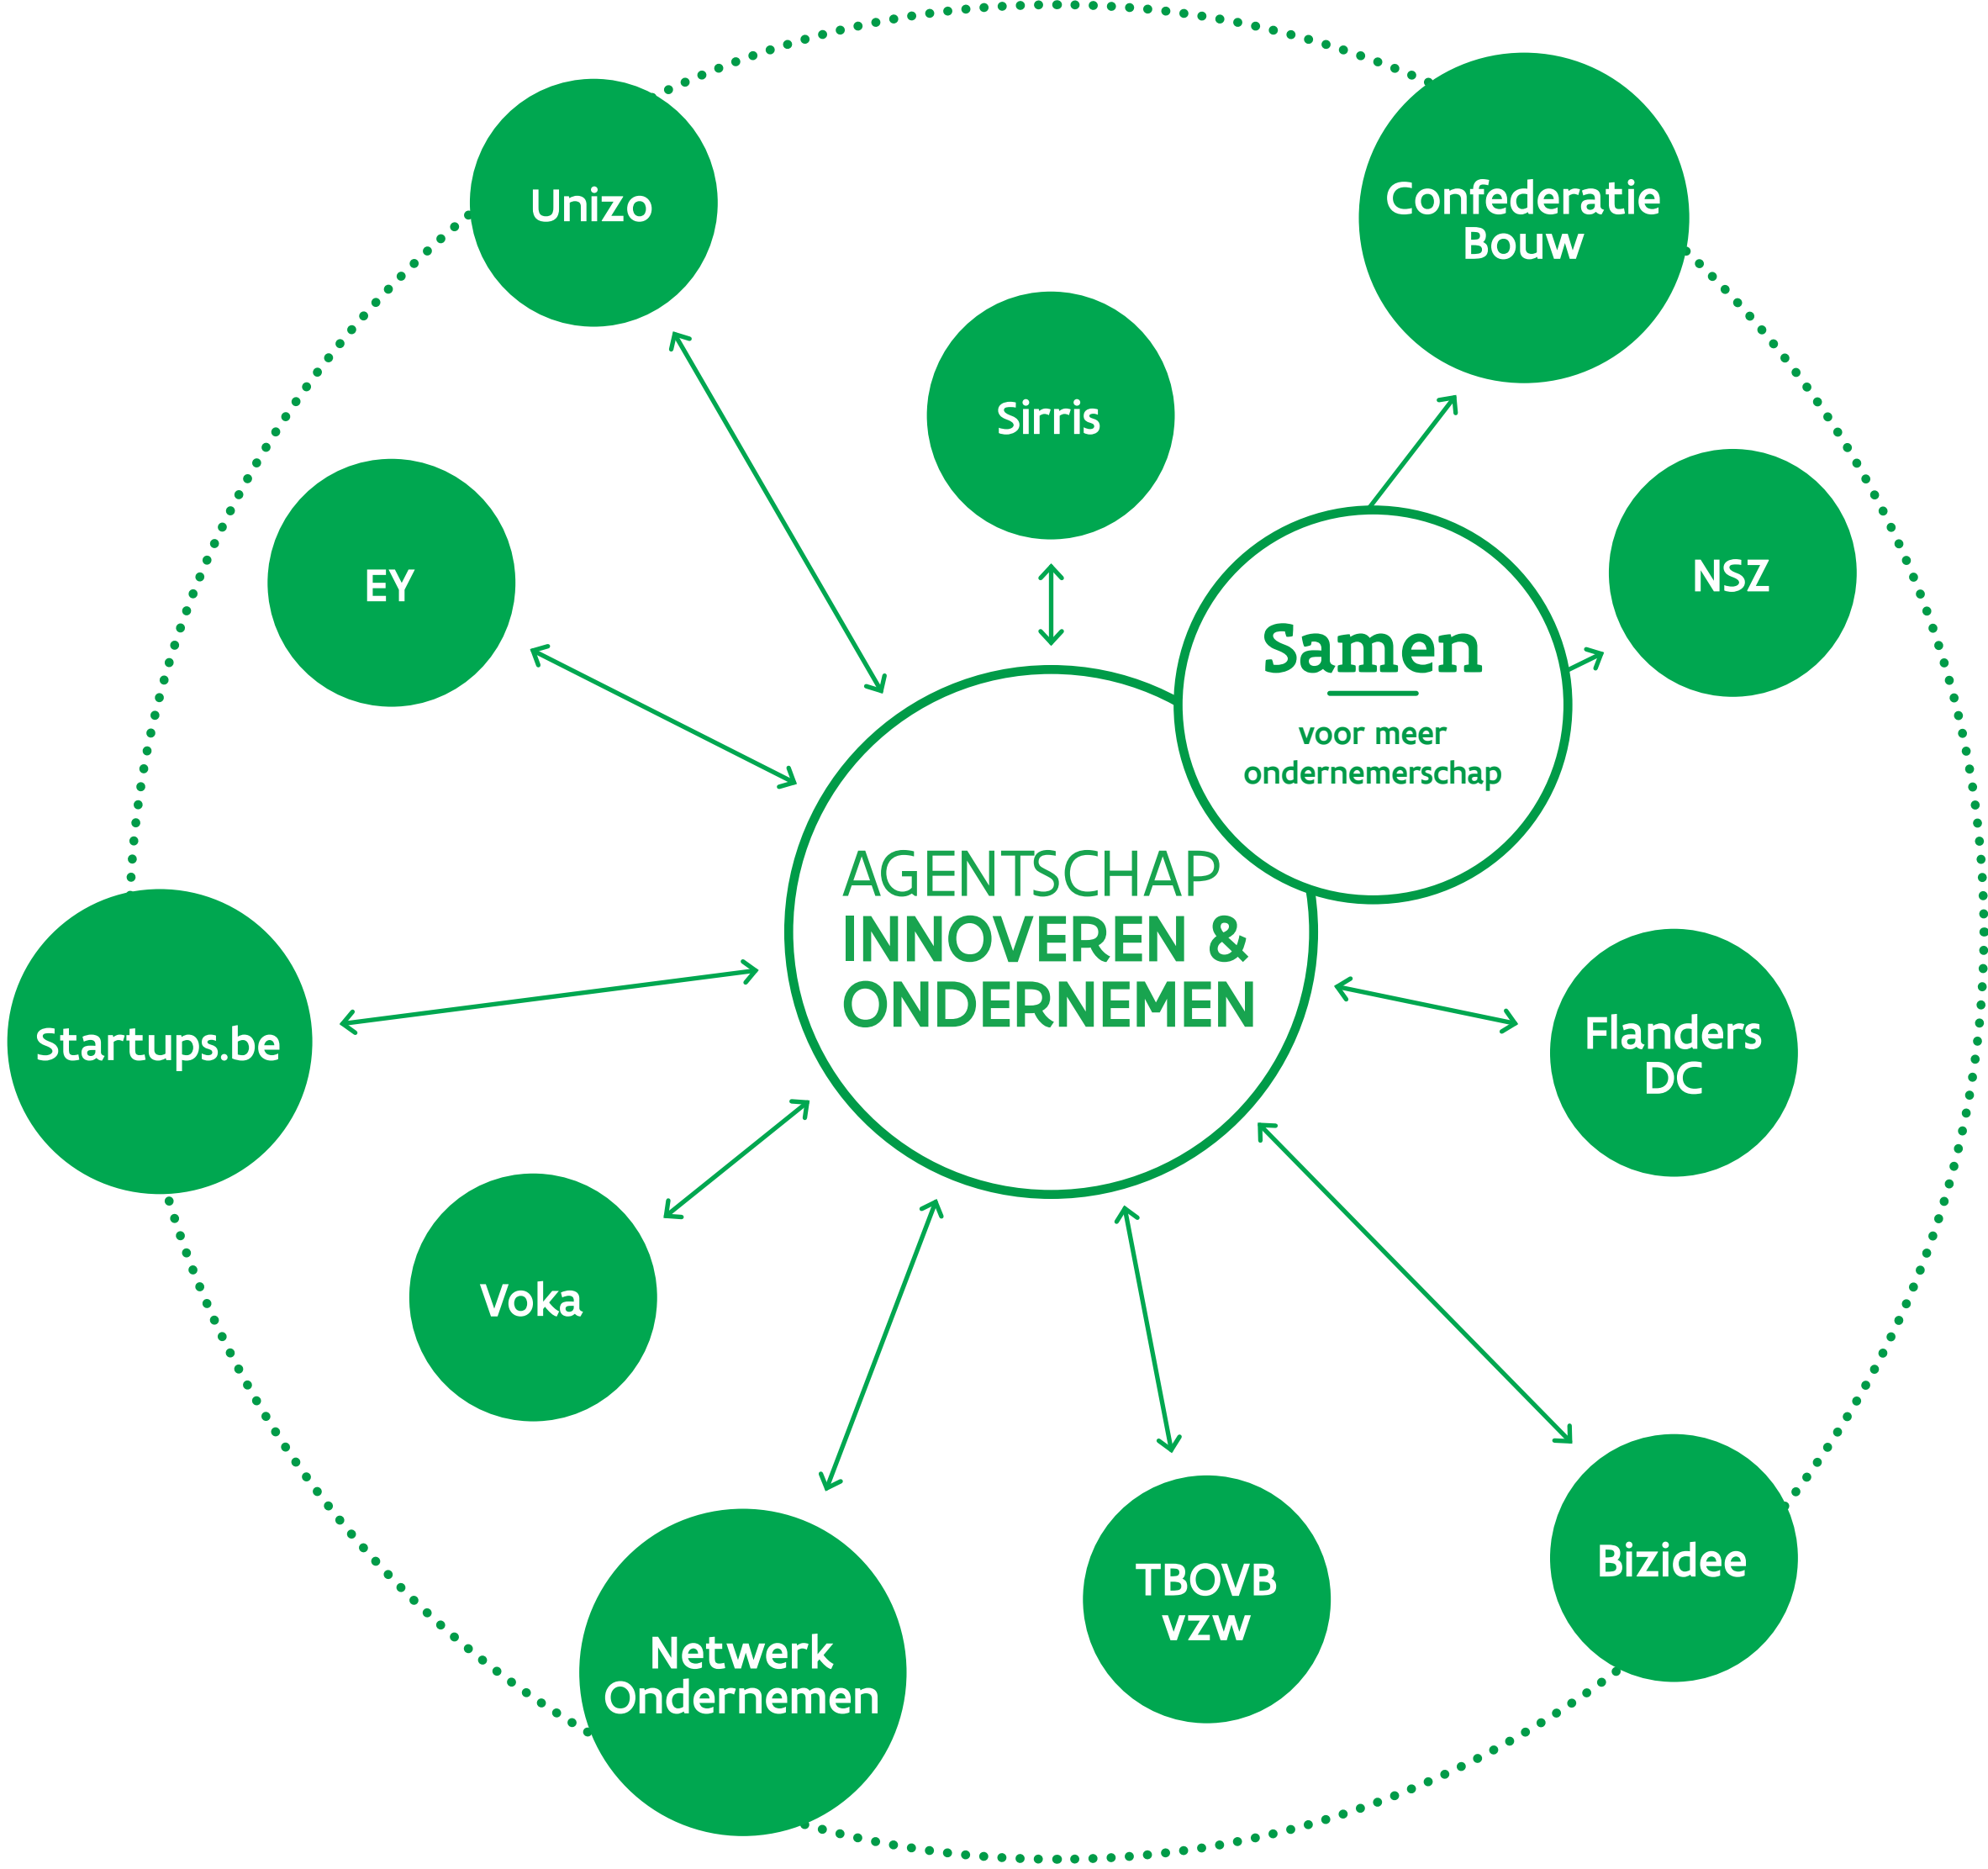 Unizo
Confederatie
Bouw
Sirris
EY
NSZ
Samen
voor meer
ondernemerschap
AGENTSCHAP
INNOVEREN &
ONDERNEMEN
Startups.be
Flanders
DC
Voka
Bizidee
TBOVB
vzw
Netwerk
Ondernemen